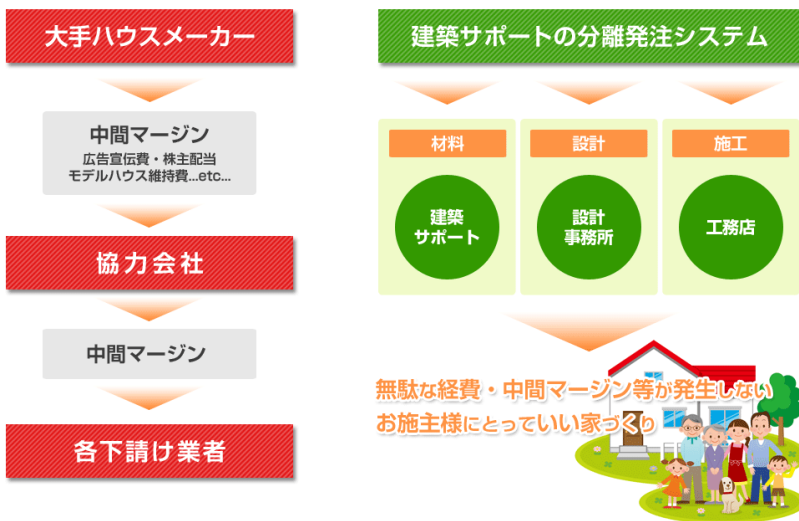 大手ハウスメーカー
中間マージン
広告宣伝費・株主配当
モデルハウス維持費...etc...
協力会社
中間マージン
各下請け業者
建築サポートの分離発注システム
材料
建築
サポート
設計
設計
事務所
施工
工務店
無駄な経費・中間マージン等が発生しない
お施主様にとっていい家づくり